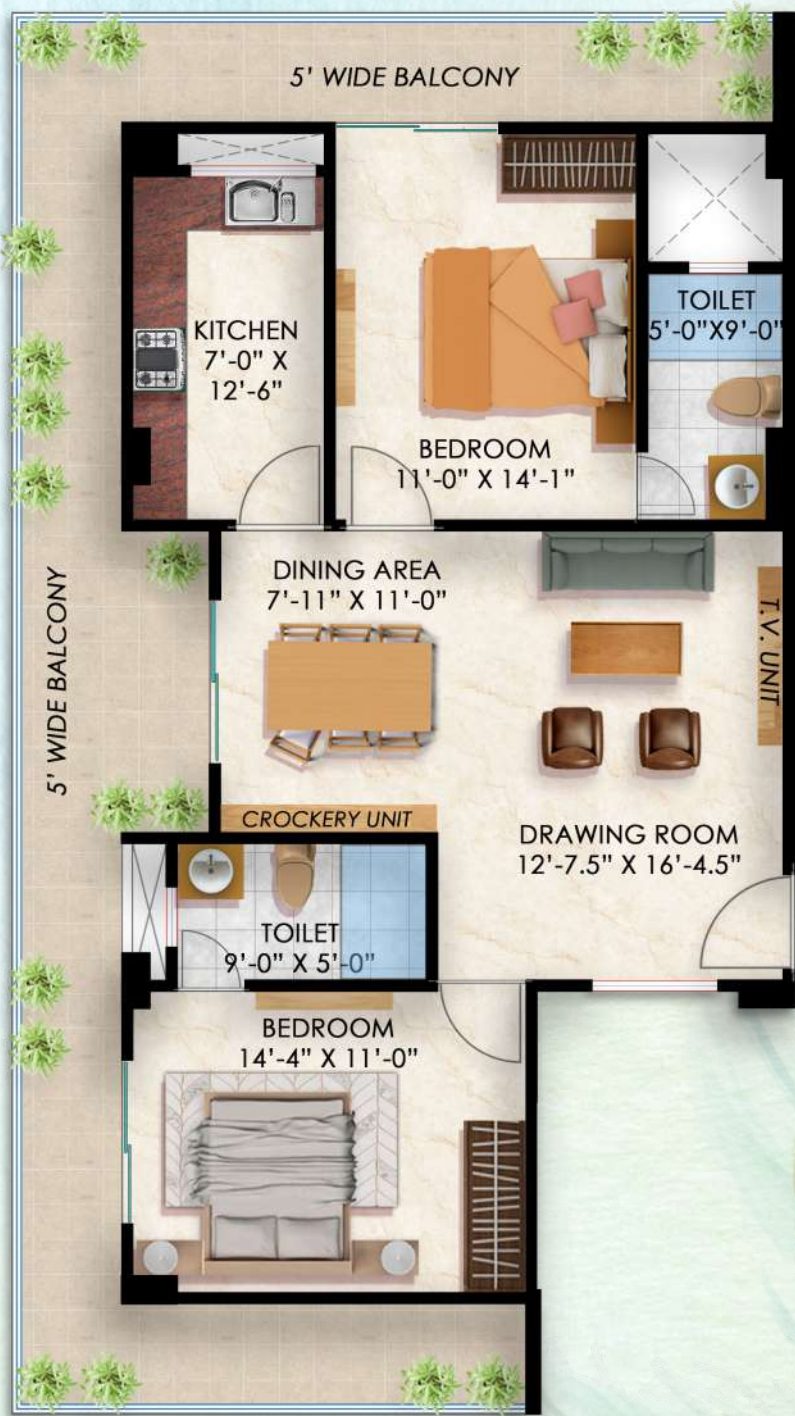 5' WIDE BALCONY
KITCHEN
7'-0" X
12'-6"
BEDROOM
11'-0" X 14'-1"
TOILET
5'-0"X9'-0"
DINING AREA
7'-11" X 11'-0"
T.V. UNIT
5' WIDE BALCONY
CROCKERY UNIT
DRAWING ROOM
12'-7.5" X 16'-4.5"
TOILET
9'-0" X 5'-0"
BEDROOM
14'-4" X 11'-0"